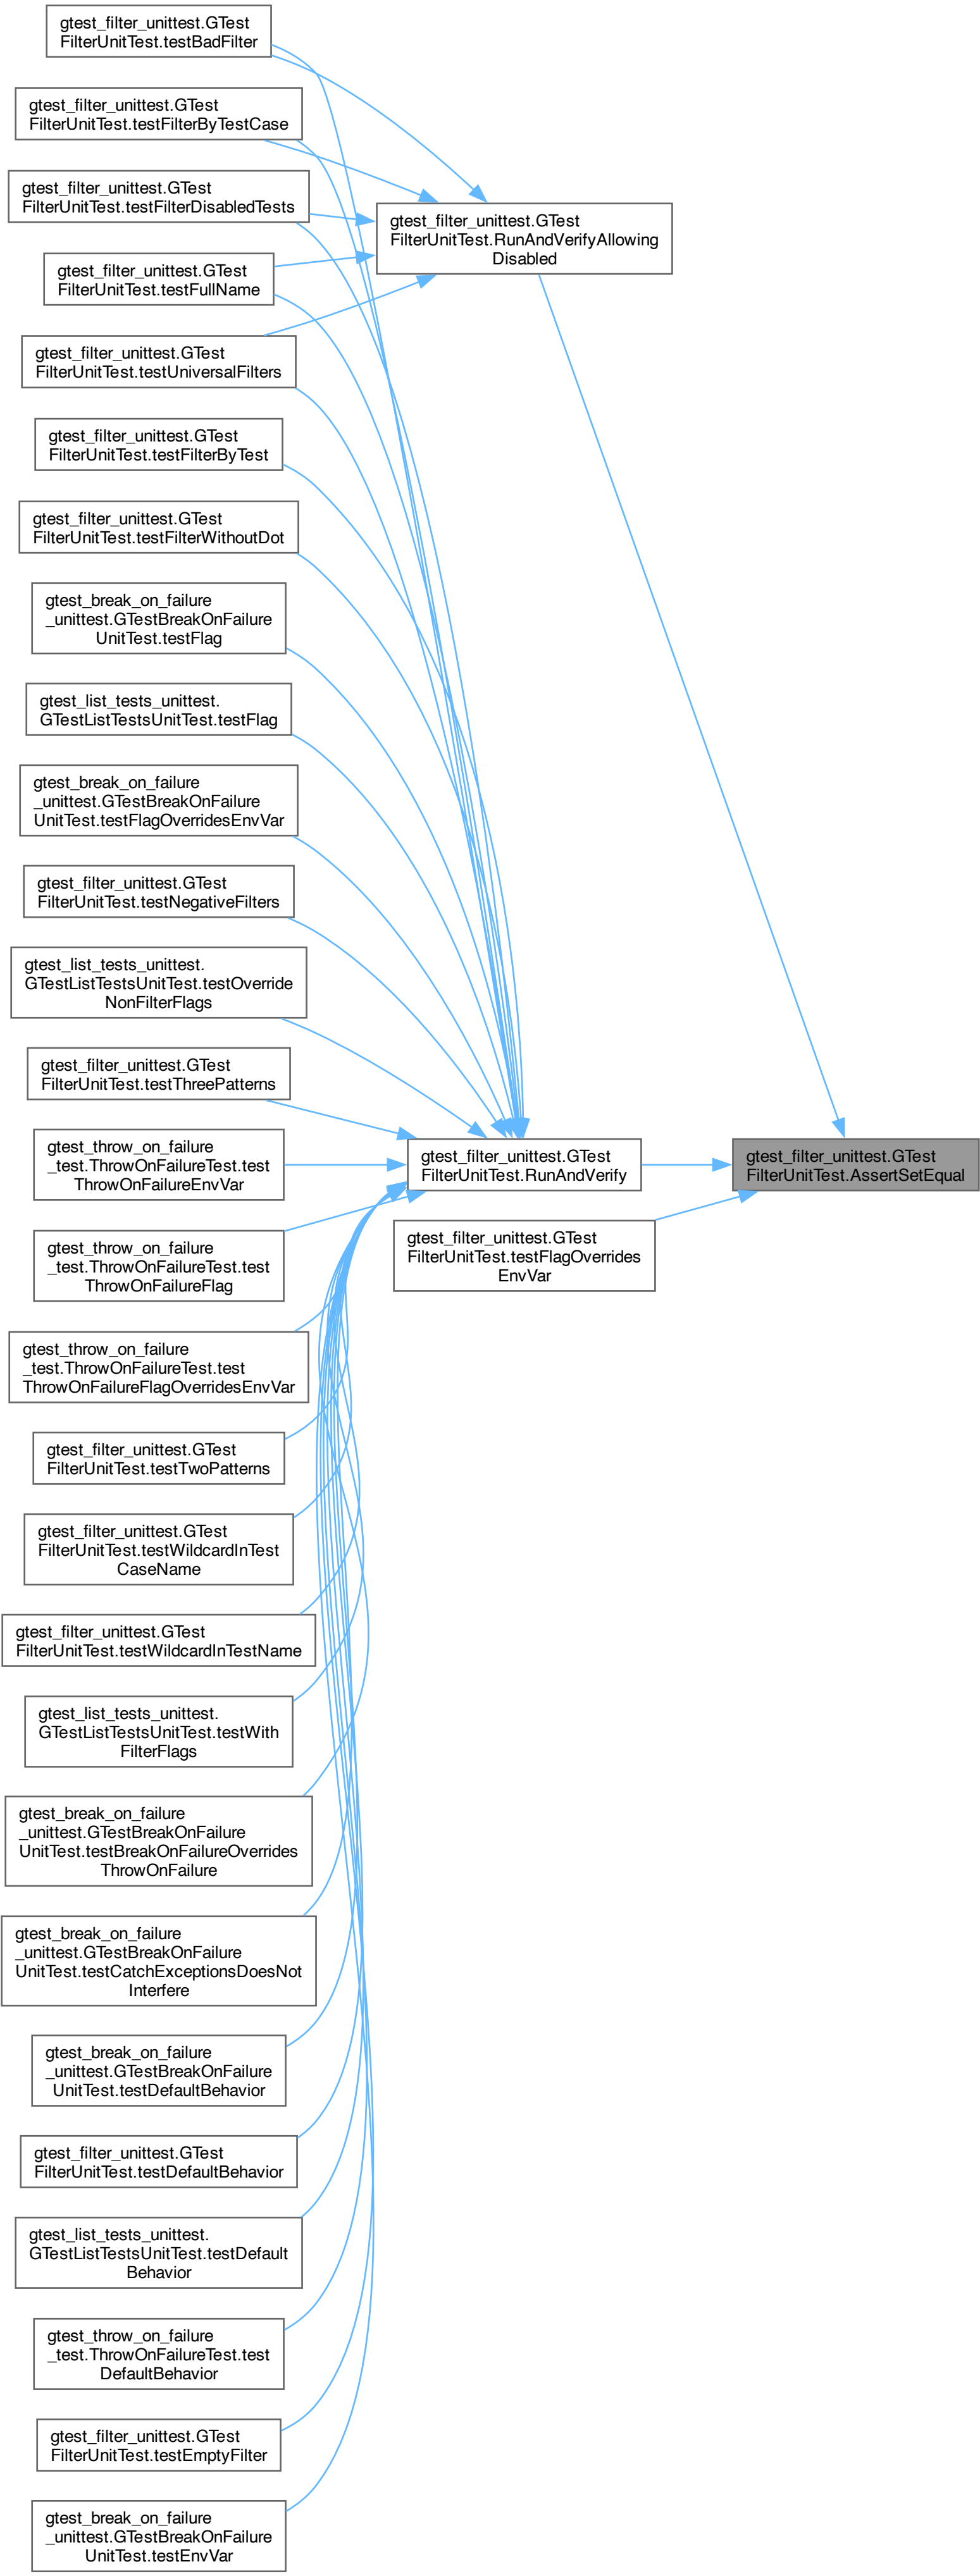 gtest_filter_unittest.GTest
FilterUnitTest.testBadFilter
gtest_filter_unittest.GTest
FilterUnitTest.testFilterByTestCase
gtest_filter_unittest.GTest
FilterUnitTest.testFilterDisabledTests
gtest_filter_unittest.GTest
FilterUnitTest.RunAndVerifyAllowing
Disabled
gtest_filter_unittest.GTest
FilterUnitTest.testFullName
gtest_filter_unittest.GTest
FilterUnitTest.testUniversalFilters
gtest_filter_unittest.GTest
FilterUnitTest.testFilterByTest
gtest_filter_unittest.GTest
FilterUnitTest.testFilterWithoutDot
gtest_break_on_failure
_unittest.GTestBreakOnFailure
UnitTest.testFlag
gtest_list_tests_unittest.
GTestListTestsUnitTest.testFlag
gtest_break_on_failure
_unittest.GTestBreakOnFailure
UnitTest.testFlagOverridesEnvVar
gtest_filter_unittest.GTest
FilterUnitTest.testNegativeFilters
gtest_list_tests_unittest.
GTestListTestsUnitTest.testOverride
NonFilterFlags
gtest_filter_unittest.GTest
FilterUnitTest.testThreePatterns
gtest_throw_on_failure
_test.ThrowOnFailureTest.test
ThrowOnFailureEnvVar
gtest_filter_unittest.GTest
FilterUnitTest.RunAndVerify
gtest_filter_unittest.GTest
FilterUnitTest.AssertSetEqual
gtest_filter_unittest.GTest
FilterUnitTest.testFlagOverrides
EnvVar
gtest_throw_on_failure
_test.ThrowOnFailureTest.test
ThrowOnFailureFlag
gtest_throw_on_failure
_test.ThrowOnFailureTest.test
ThrowOnFailureFlagOverridesEnvVar
gtest_filter_unittest.GTest
FilterUnitTest.testTwoPatterns
gtest_filter_unittest.GTest
FilterUnitTest.testWildcardInTest
CaseName
gtest_filter_unittest.GTest
FilterUnitTest.testWildcardInTestName
gtest_list_tests_unittest.
GTestListTestsUnitTest.testWith
FilterFlags
gtest_break_on_failure
_unittest.GTestBreakOnFailure
UnitTest.testBreakOnFailureOverrides
ThrowOnFailure
gtest_break_on_failure
_unittest.GTestBreakOnFailure
UnitTest.testCatchExceptionsDoesNot
Interfere
gtest_break_on_failure
_unittest.GTestBreakOnFailure
UnitTest.testDefaultBehavior
gtest_filter_unittest.GTest
FilterUnitTest.testDefaultBehavior
gtest_list_tests_unittest.
GTestListTestsUnitTest.testDefault
Behavior
gtest_throw_on_failure
_test.ThrowOnFailureTest.test
DefaultBehavior
gtest_filter_unittest.GTest
FilterUnitTest.testEmptyFilter
gtest_break_on_failure
_unittest.GTestBreakOnFailure
UnitTest.testEnvVar